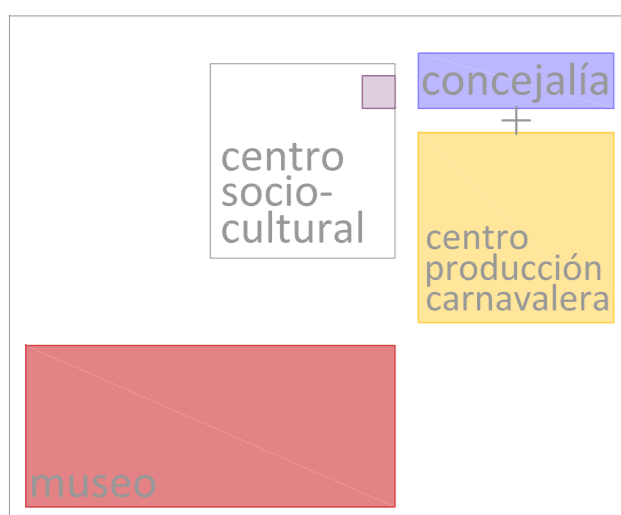 concejalía
+
centro
socio-
cultural
centro
producción
carnavalera
museo